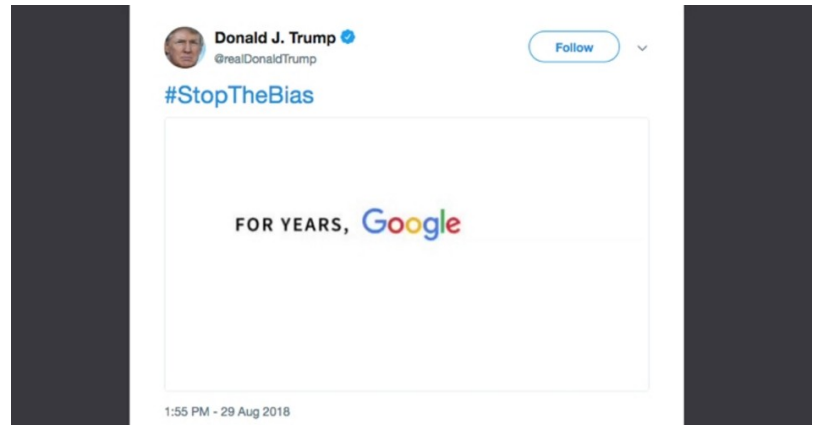 Donald J. Trump
@realDonaldTrump
Follow
#StopTheBias
FOR YEARS, Google
1:55 PM - 29 Aug 2018